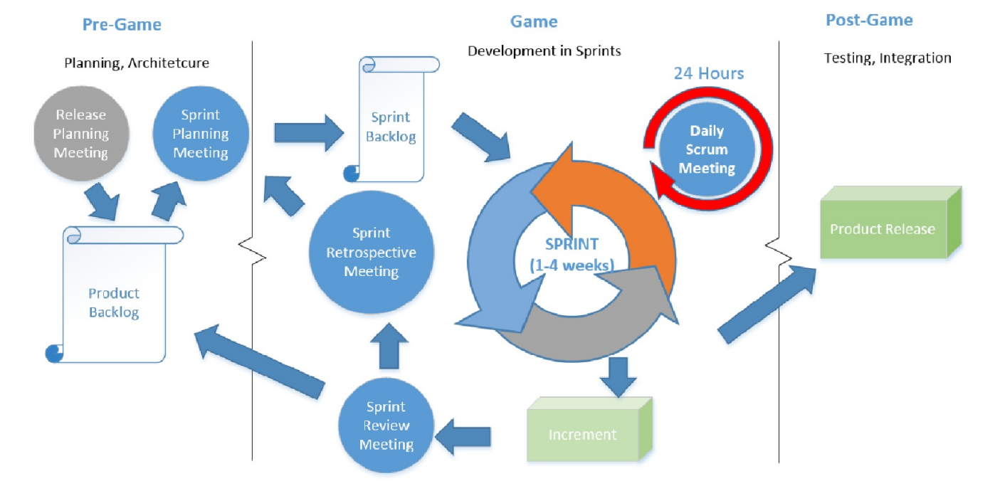 Pre-Game
Planning, Architetcure
Release
Planning
Meeting
Sprint
Planning
Meeting
Product
Backlog
Game
Development in Sprints
Sprint
Backlog
24 Hours
Daily
Scrum
Meeting
Sprint
Retrospective
Meeting
SPRINT
(1-4 weeks)
Sprint
Review
Meeting
Increment
Post-Game
Testing, Integration
Product Release